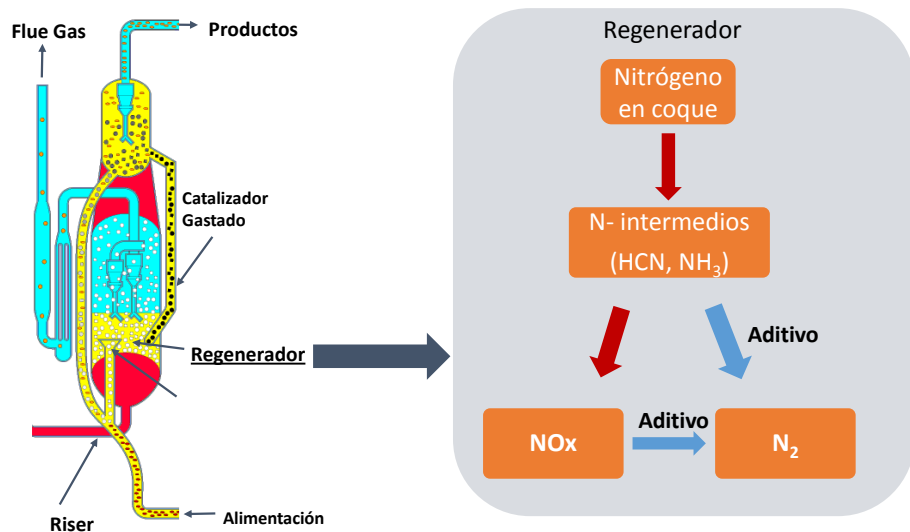 Flue Gas
Productos
Catalizador
Gastado
Regenerador
Riser
Alimentación
Regenerador
Nitrógeno
en coque
N- intermedios
(HCN, NH₃)
Aditivo
NOx
Aditivo
N₂